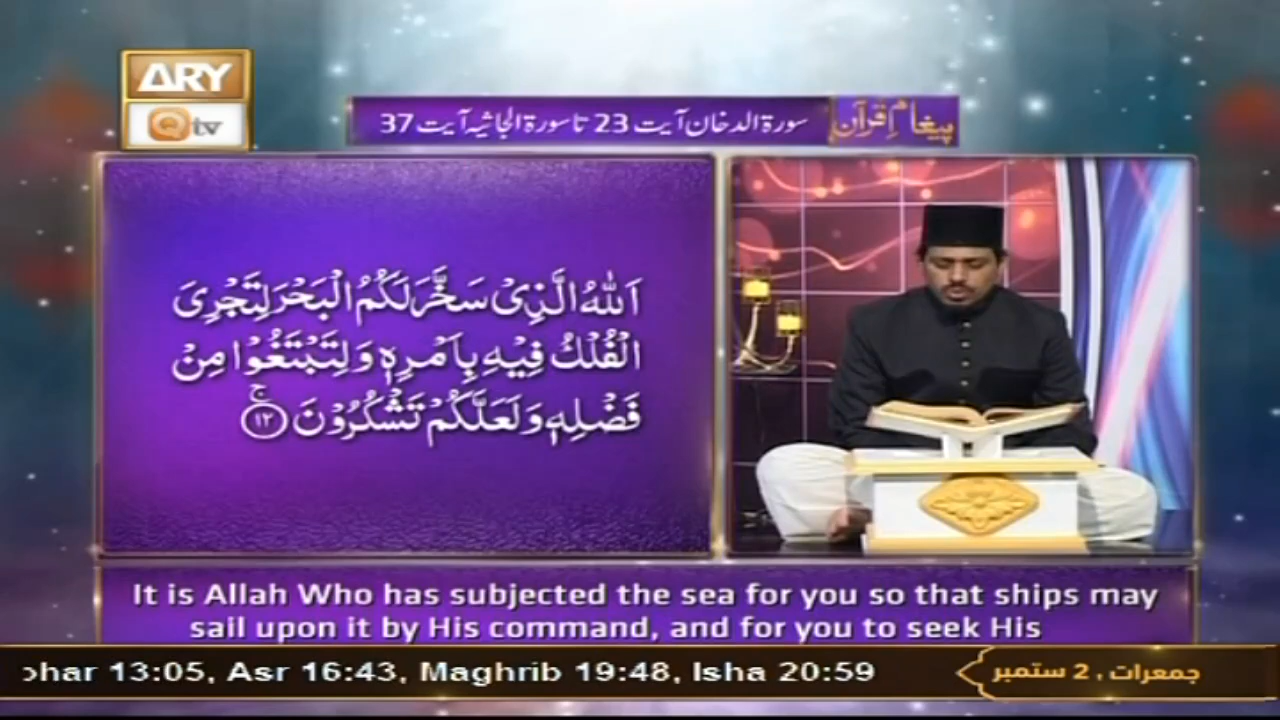 ARY
Qtv
پیغامِ قرآن
سورۃ الدخان آیت 23 تا سورۃ الجاثیہ آیت 37
اَللّٰهُ الَّذِیْ سَخَّرَ لَكُمُ الْبَحْرَ لِتَجْرِیَ
الْفُلْكُ فِیْهِ بِاَمْرِهٖ وَ لِتَبْتَغُوْا مِنْ
فَضْلِهٖ وَ لَعَلَّكُمْ تَشْكُرُوْنَ ۚ﴿۱۲﴾
It is Allah Who has subjected the sea for you so that ships may
sail upon it by His command, and for you to seek His
ohar 13:05, Asr 16:43, Maghrib 19:48, Isha 20:59
جمعرات , 2 ستمبر